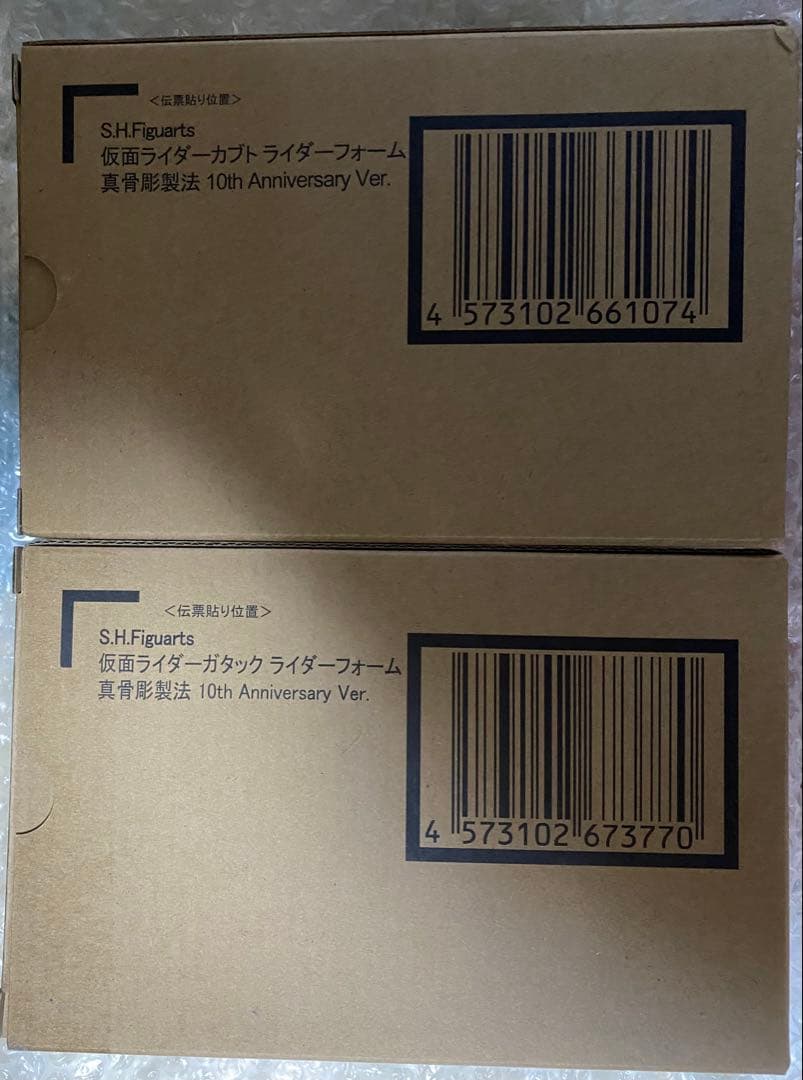 <伝票貼り位置>
S.H.Figuarts
仮面ライダーカブト ライダーフォーム
真骨彫製法 10th Anniversary Ver.
4 573102 661074
<伝票貼り位置>
S.H.Figuarts
仮面ライダーガタック ライダーフォーム
真骨彫製法 10th Anniversary Ver.
4 573102 673770